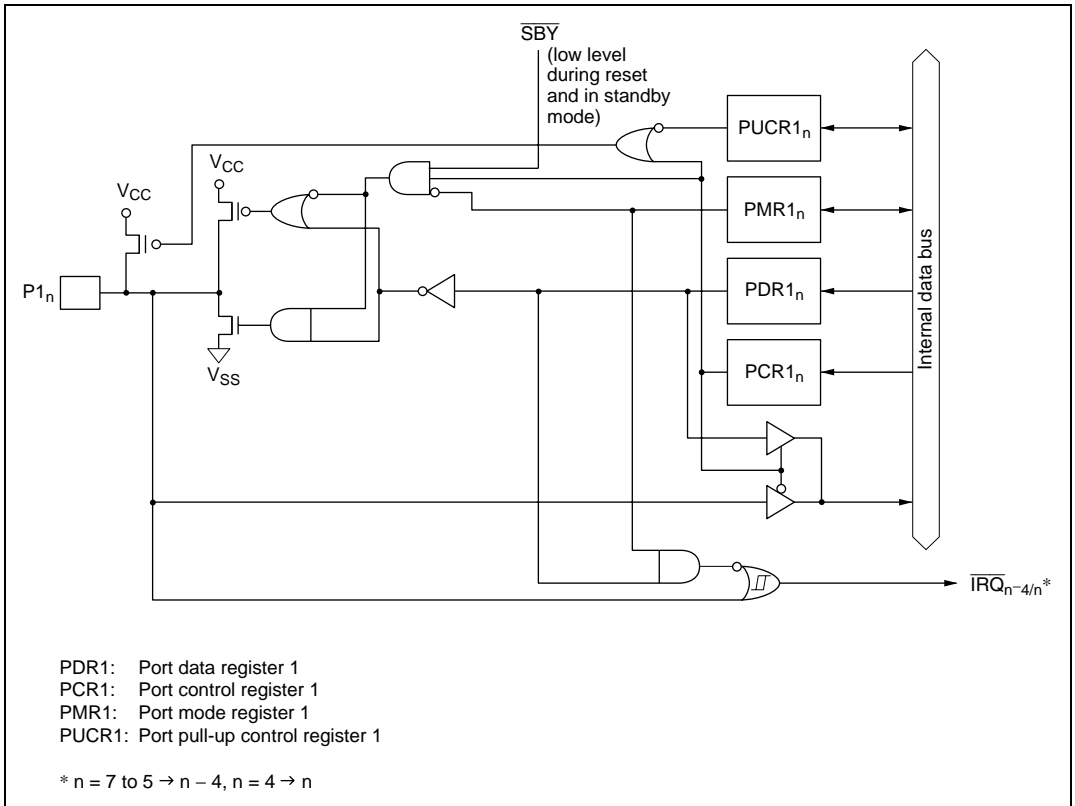 SBY
(low level
during reset
and in standby
mode)
PUCR1n
VCC
VCC
PMR1n
P1n
PDR1n
Internal data bus
VSS
PCR1n
IRQn–4/n*
PDR1: Port data register 1
PCR1: Port control register 1
PMR1: Port mode register 1
PUCR1: Port pull-up control register 1
* n = 7 to 5 → n – 4, n = 4 → n